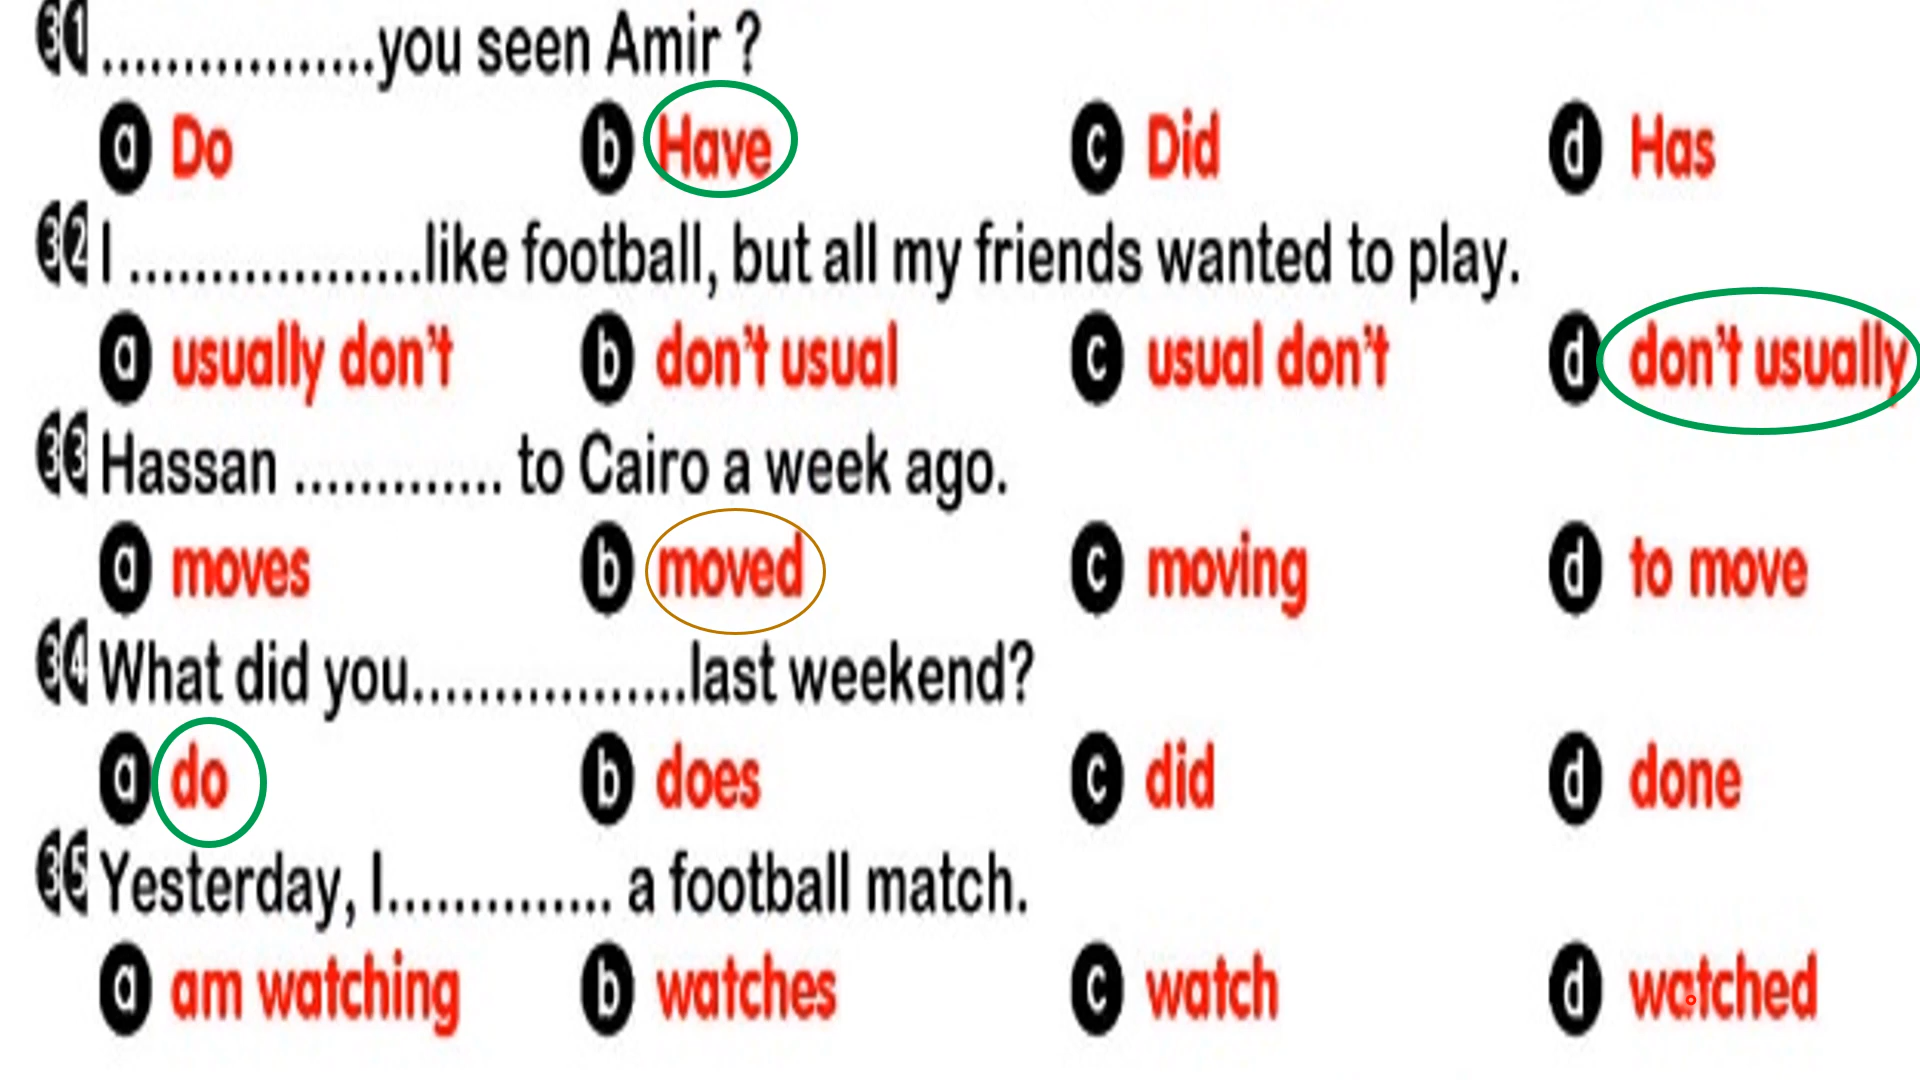 31 .................you seen Amir ?
a Do b Have c Did d Has
32 I ..................like football, but all my friends wanted to play.
a usually don't b don't usual c usual don't d don't usually
33 Hassan ............. to Cairo a week ago.
a moves b moved c moving d to move
34 What did you.................last weekend?
a do b does c did d done
35 Yesterday, I.............. a football match.
a am watching b watches c watch d watched